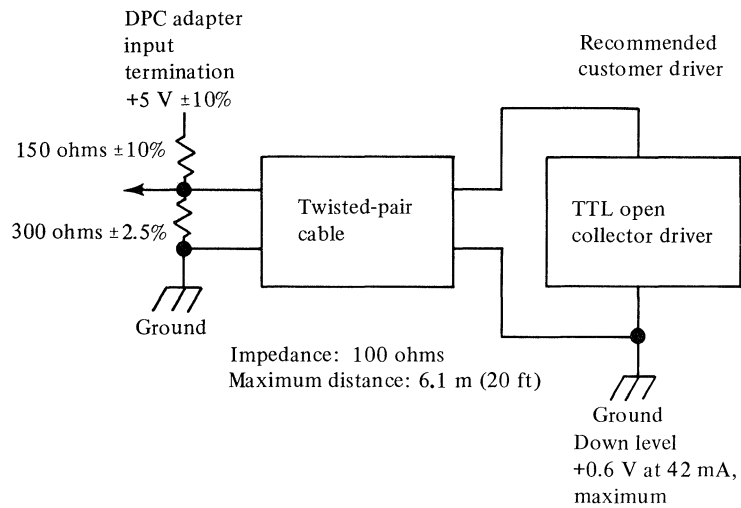 DPC adapter
input
termination
+5 V ±10%
150 ohms ±10%
300 ohms ±2.5%
Ground
Twisted-pair
cable
Impedance: 100 ohms
Maximum distance: 6.1 m (20 ft)
Recommended
customer driver
TTL open
collector driver
Ground
Down level
+0.6 V at 42 mA,
maximum